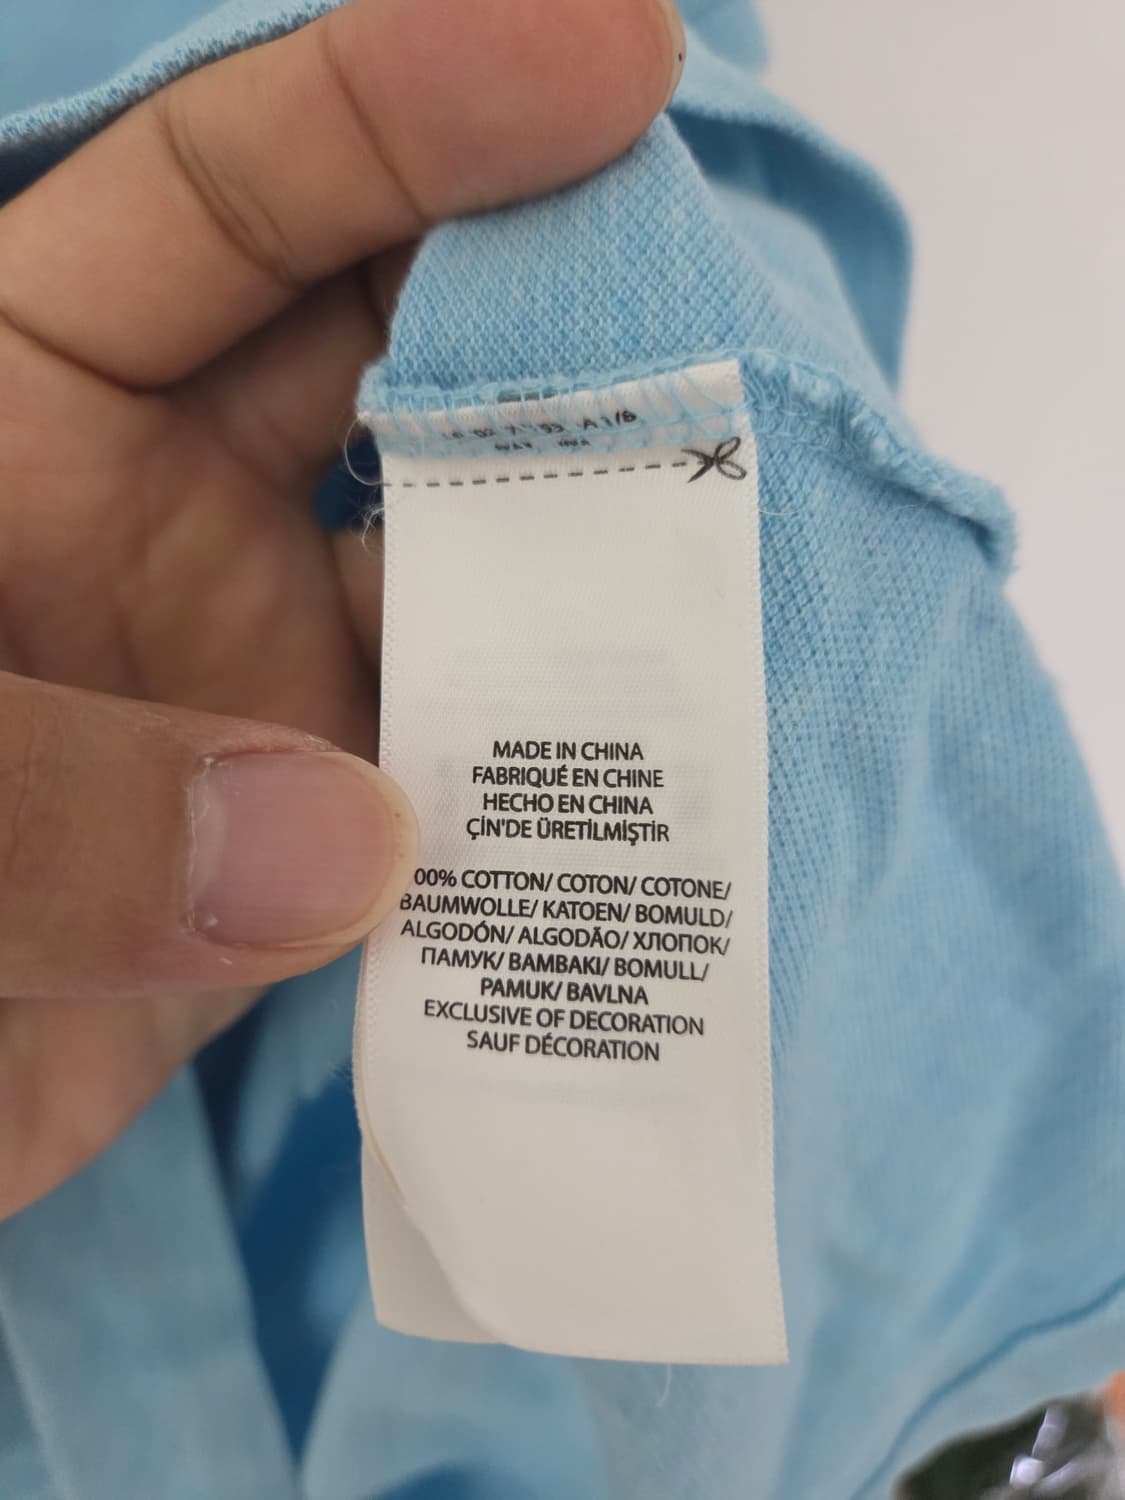 MADE IN CHINA
FABRIQUÉ EN CHINE
HECHO EN CHINA
ÇİN'DE ÜRETİLMİŞTİR
00% COTTON/ COTON/ COTONE/
BAUMWOLLE/ KATOEN/ BOMULD/
ALGODÓN/ ALGODÃO/ ХЛОПОК/
ПАМУК/ BAMBAKI/ BOMULL/
PAMUK/ BAVLNA
EXCLUSIVE OF DECORATION
SAUF DÉCORATION